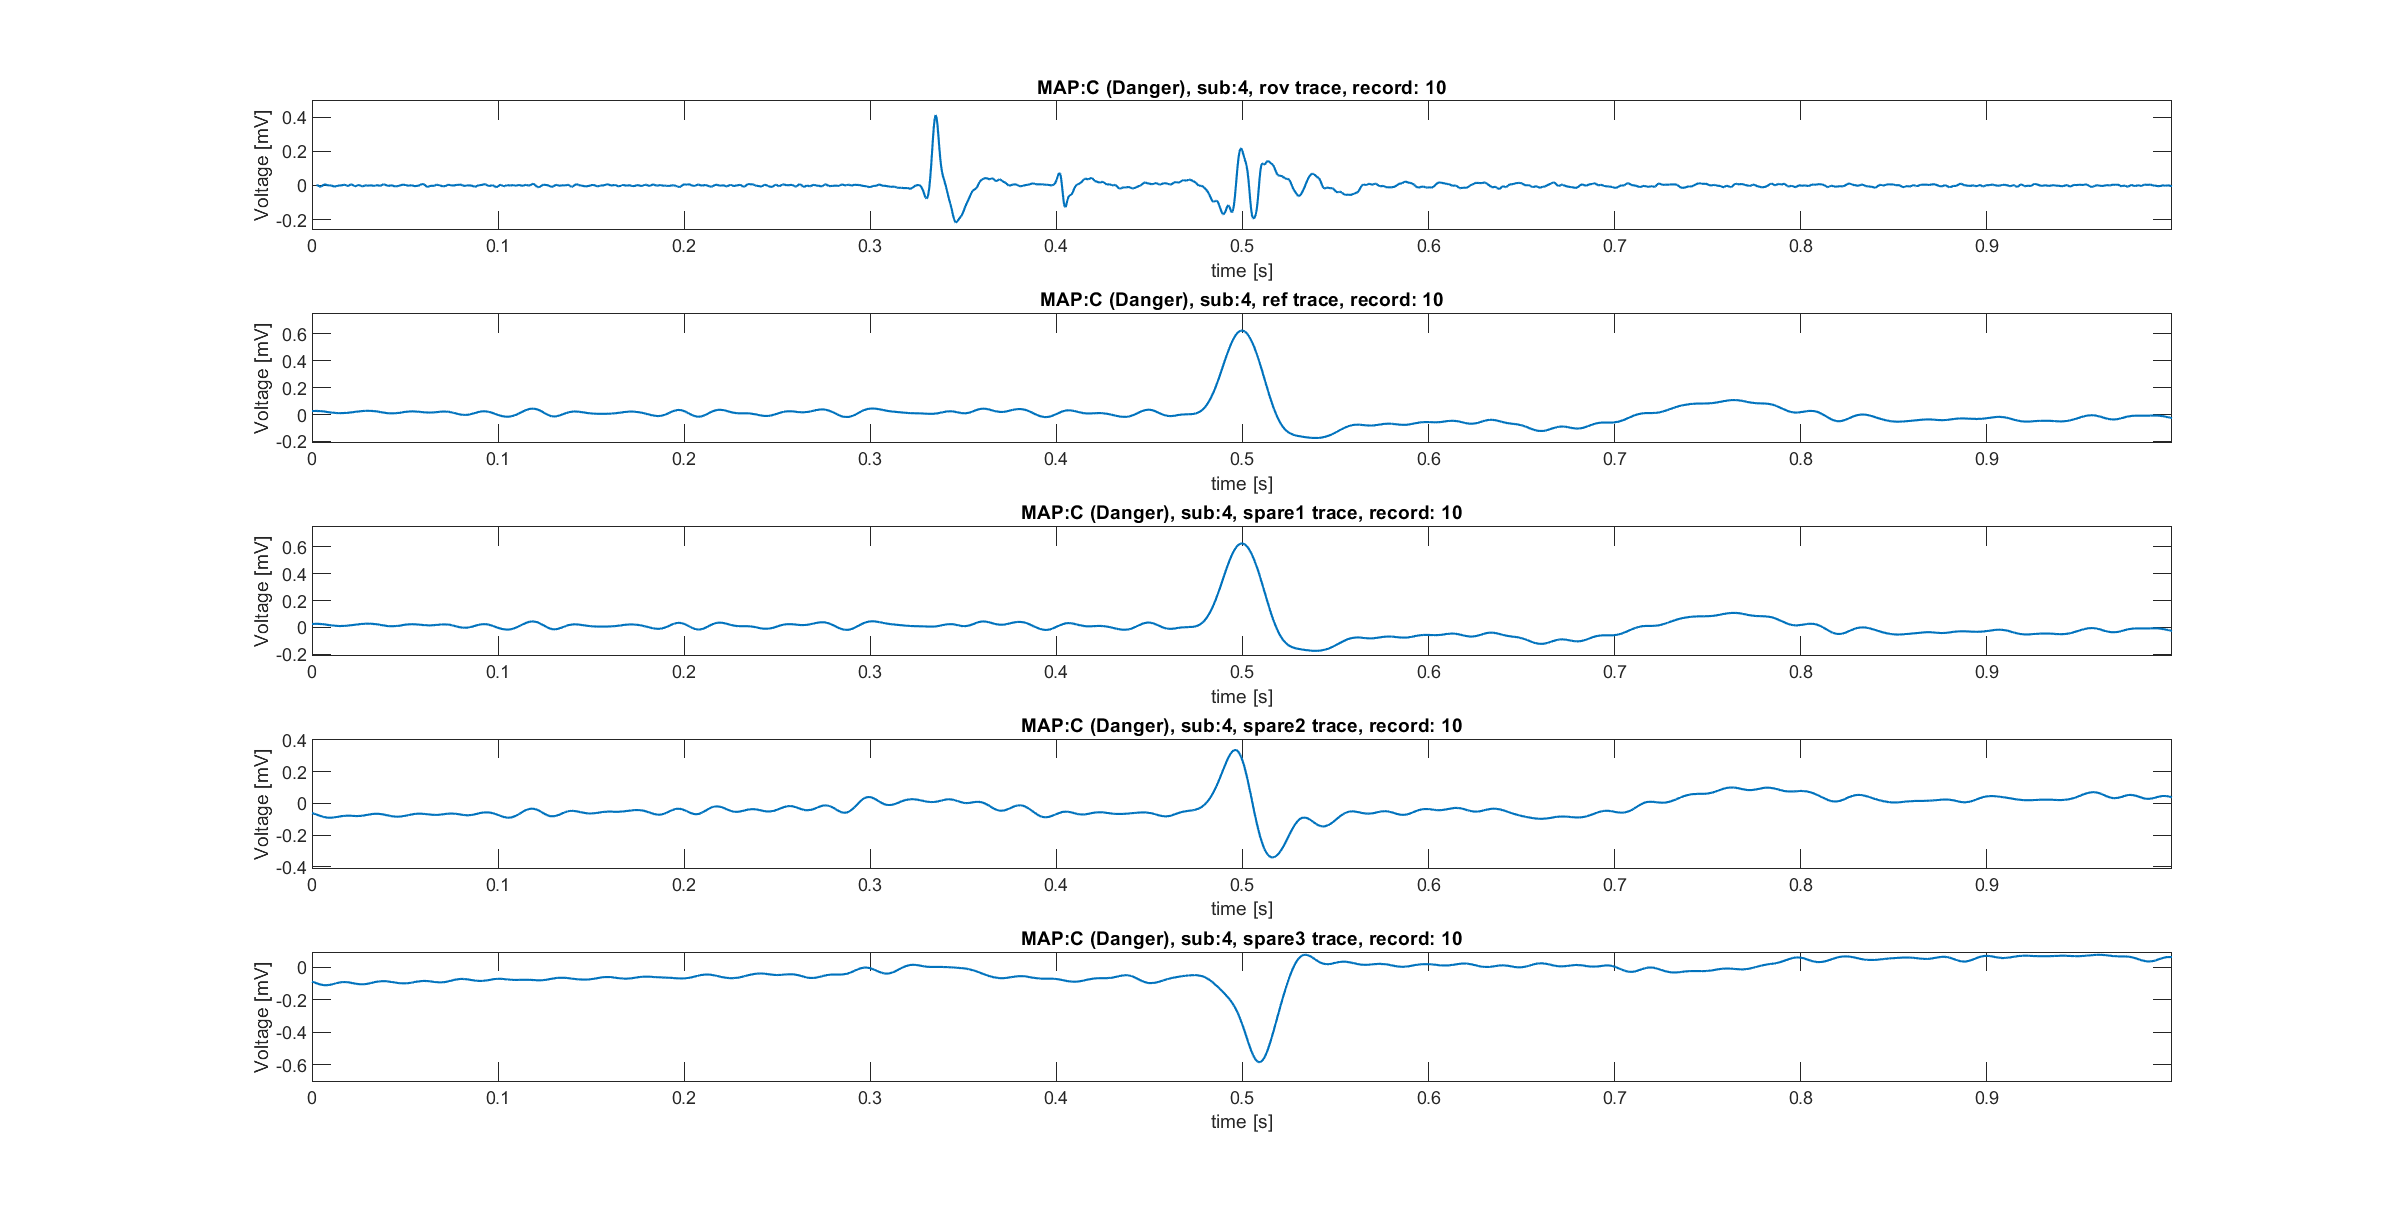 MAP:C (Danger), sub:4, rov trace, record: 10
Voltage [mV]
0.4
0.2
0
-0.2
0 0.1 0.2 0.3 0.4 0.5 0.6 0.7 0.8 0.9
time [s]
MAP:C (Danger), sub:4, ref trace, record: 10
Voltage [mV]
0.6
0.4
0.2
0
-0.2
0 0.1 0.2 0.3 0.4 0.5 0.6 0.7 0.8 0.9
time [s]
MAP:C (Danger), sub:4, spare1 trace, record: 10
Voltage [mV]
0.6
0.4
0.2
0
-0.2
0 0.1 0.2 0.3 0.4 0.5 0.6 0.7 0.8 0.9
time [s]
MAP:C (Danger), sub:4, spare2 trace, record: 10
Voltage [mV]
0.4
0.2
0
-0.2
-0.4
0 0.1 0.2 0.3 0.4 0.5 0.6 0.7 0.8 0.9
time [s]
MAP:C (Danger), sub:4, spare3 trace, record: 10
Voltage [mV]
0
-0.2
-0.4
-0.6
0 0.1 0.2 0.3 0.4 0.5 0.6 0.7 0.8 0.9
time [s]